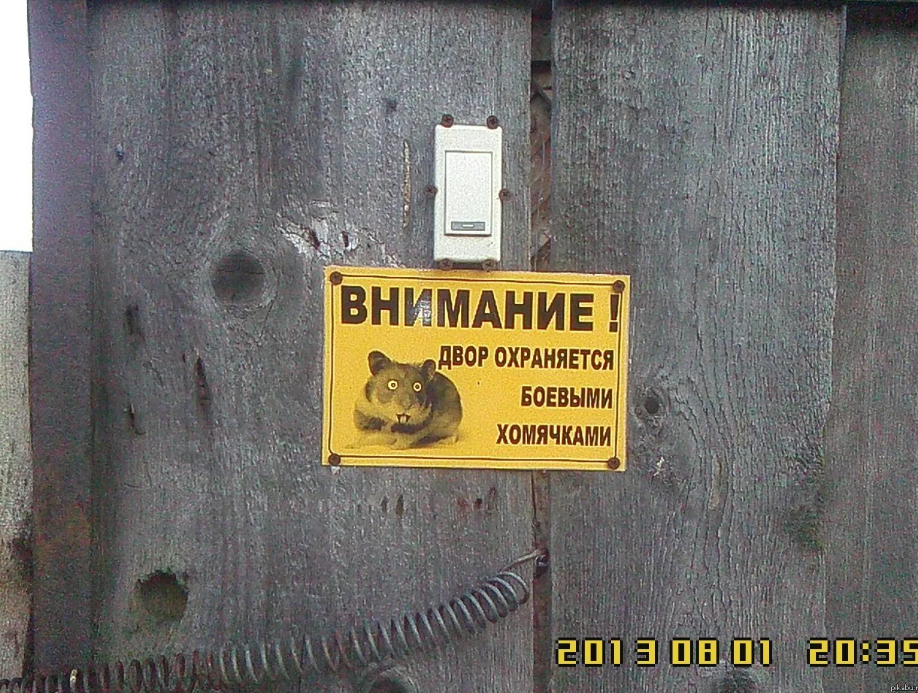 ВНИМАНИЕ !
ДВОР ОХРАНЯЕТСЯ
БОЕВЫМИ
ХОМЯЧКАМИ
2013 08 01 20:35